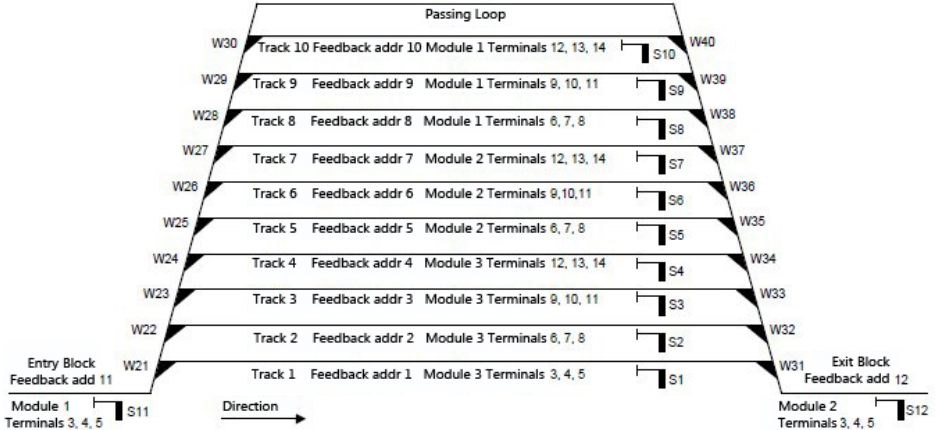 Passing Loop
W30 Track 10 Feedback addr 10 Module 1 Terminals 12, 13, 14 S10 W40
W29 Track 9 Feedback addr 9 Module 1 Terminals 9, 10, 11 S9 W39
W28 Track 8 Feedback addr 8 Module 1 Terminals 6, 7, 8 S8 W38
W27 Track 7 Feedback addr 7 Module 2 Terminals 12, 13, 14 S7 W37
W26 Track 6 Feedback addr 6 Module 2 Terminals 9,10,11 S6 W36
W25 Track 5 Feedback addr 5 Module 2 Terminals 6, 7, 8 S5 W35
W24 Track 4 Feedback addr 4 Module 3 Terminals 12, 13, 14 S4 W34
W23 Track 3 Feedback addr 3 Module 3 Terminals 9, 10, 11 S3 W33
W22 Track 2 Feedback addr 2 Module 3 Terminals 6, 7, 8 S2 W32
W21 Track 1 Feedback addr 1 Module 3 Terminals 3, 4, 5 S1 W31
Entry Block
Feedback add 11
Module 1
Terminals 3, 4, 5
S11
Direction
Exit Block
Feedback add 12
Module 2
Terminals 3, 4, 5
S12